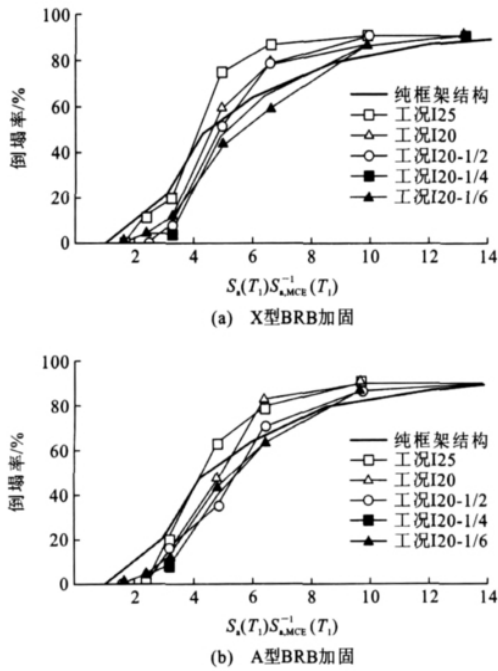 100
80
60
40
20
0
倒塌率/%
纯框架结构
工况I25
工况I20
工况I20-1/2
工况I20-1/4
工况I20-1/6
2 4 6 8 10 12 14
Sa(T1)S⁻¹a,MCE(T1)
(a) X型BRB加固
100
80
60
40
20
0
倒塌率/%
纯框架结构
工况I25
工况I20
工况I20-1/2
工况I20-1/4
工况I20-1/6
2 4 6 8 10 12 14
Sa(T1)S⁻¹a,MCE(T1)
(b) A型BRB加固